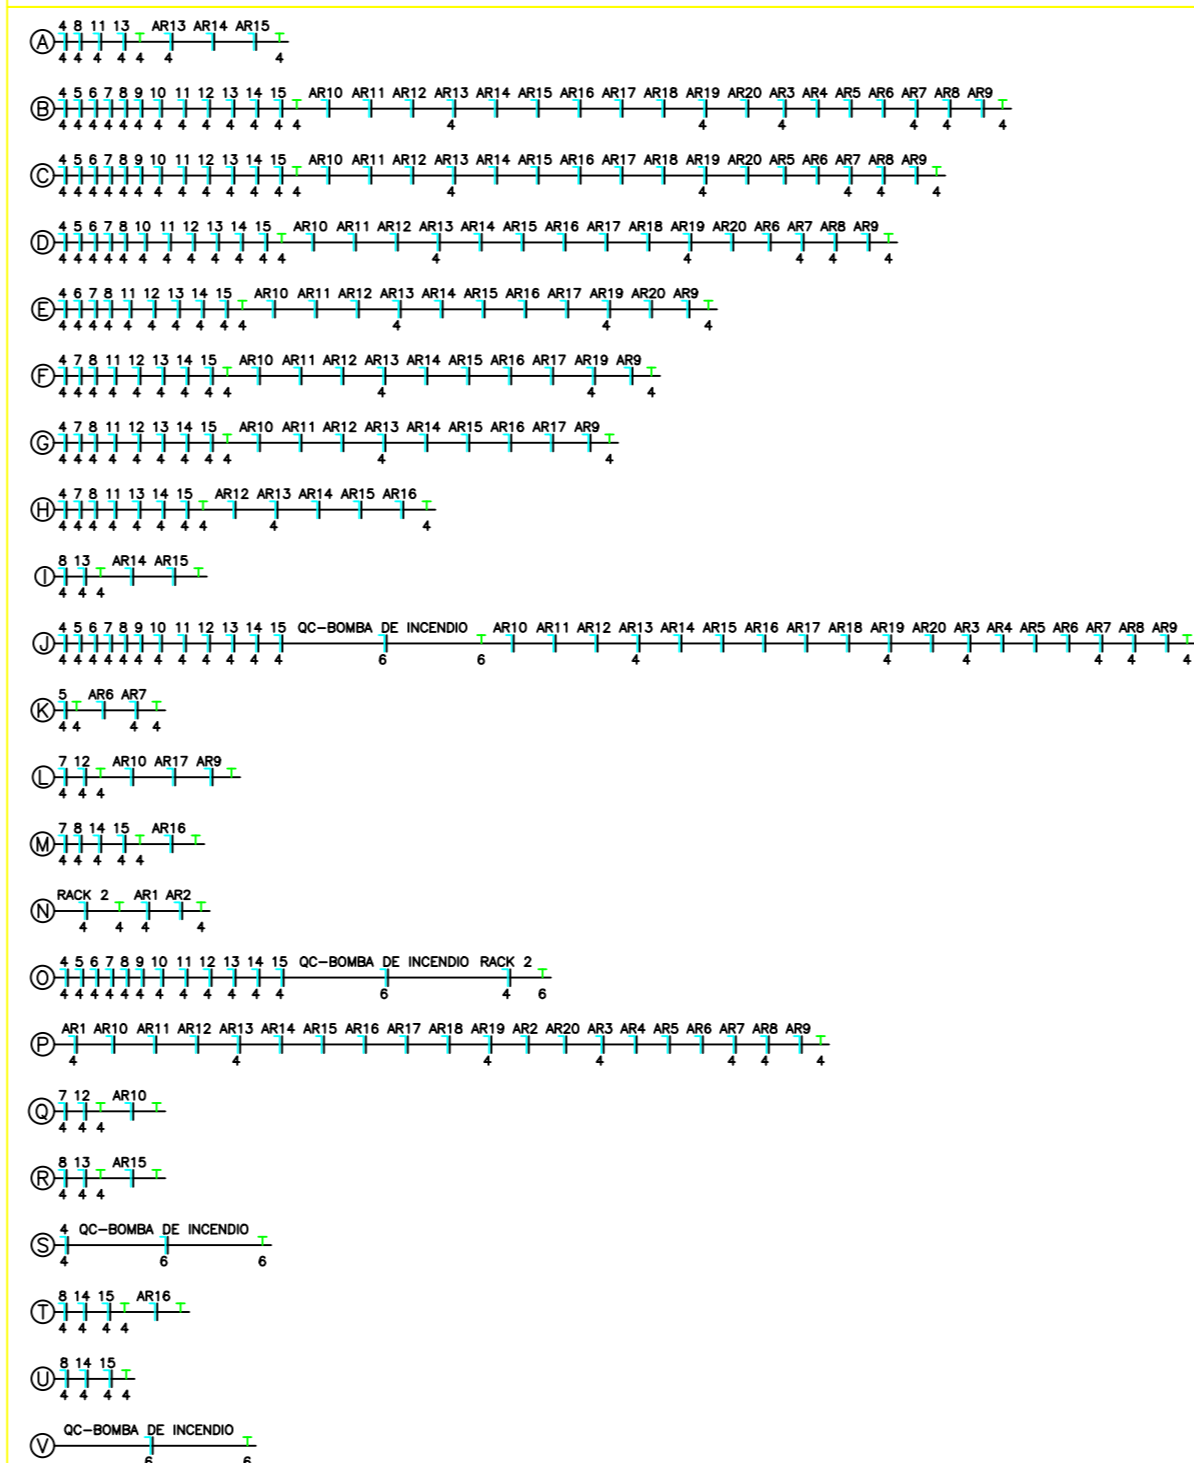 4 8 11 13 T AR13 AR14 AR15 T
A
4 4 4 4 4 4 4
4 5 6 7 8 9 10 11 12 13 14 15 T AR10 AR11 AR12 AR13 AR14 AR15 AR16 AR17 AR18 AR19 AR20 AR3 AR4 AR5 AR6 AR7 AR8 AR9 T
B
4 4 4 4 4 4 4 4 4 4 4 4 4 4 4 4 4 4 4
4 5 6 7 8 9 10 11 12 13 14 15 T AR10 AR11 AR12 AR13 AR14 AR15 AR16 AR17 AR18 AR19 AR20 AR5 AR6 AR7 AR8 AR9 T
C
4 4 4 4 4 4 4 4 4 4 4 4 4 4 4 4 4 4
4 5 6 7 8 10 11 12 13 14 15 T AR10 AR11 AR12 AR13 AR14 AR15 AR16 AR17 AR18 AR19 AR20 AR6 AR7 AR8 AR9 T
D
4 4 4 4 4 4 4 4 4 4 4 4 4 4 4 4 4
4 6 7 8 11 12 13 14 15 T AR10 AR11 AR12 AR13 AR14 AR15 AR16 AR17 AR19 AR20 AR9 T
E
4 4 4 4 4 4 4 4 4 4 4 4 4
4 7 8 11 12 13 14 15 T AR10 AR11 AR12 AR13 AR14 AR15 AR16 AR17 AR19 AR9 T
F
4 4 4 4 4 4 4 4 4 4 4 4
4 7 8 11 12 13 14 15 T AR10 AR11 AR12 AR13 AR14 AR15 AR16 AR17 AR9 T
G
4 4 4 4 4 4 4 4 4 4 4
4 7 8 11 13 14 15 T AR12 AR13 AR14 AR15 AR16 T
H
4 4 4 4 4 4 4 4 4 4
8 13 T AR14 AR15 T
I
4 4 4
4 5 6 7 8 9 10 11 12 13 14 15 QC-BOMBA DE INCENDIO T AR10 AR11 AR12 AR13 AR14 AR15 AR16 AR17 AR18 AR19 AR20 AR3 AR4 AR5 AR6 AR7 AR8 AR9 T
J
4 4 4 4 4 4 4 4 4 4 4 4 6 6 4 4 4 4 4 4
5 T AR6 AR7 T
K
4 4 4 4
7 12 T AR10 AR17 AR9 T
L
4 4 4
7 8 14 15 T AR16 T
M
4 4 4 4 4
RACK 2 T AR1 AR2 T
N
4 4 4 4
4 5 6 7 8 9 10 11 12 13 14 15 QC-BOMBA DE INCENDIO RACK 2 T
O
4 4 4 4 4 4 4 4 4 4 4 4 6 4 6
AR1 AR10 AR11 AR12 AR13 AR14 AR15 AR16 AR17 AR18 AR19 AR2 AR20 AR3 AR4 AR5 AR6 AR7 AR8 AR9 T
P
4 4 4 4 4 4 4
7 12 T AR10 T
Q
4 4 4
8 13 T AR15 T
R
4 4 4
4 QC-BOMBA DE INCENDIO T
S
4 6 6
8 14 15 T AR16 T
T
4 4 4 4
8 14 15 T
U
4 4 4 4
QC-BOMBA DE INCENDIO T
V
6 6